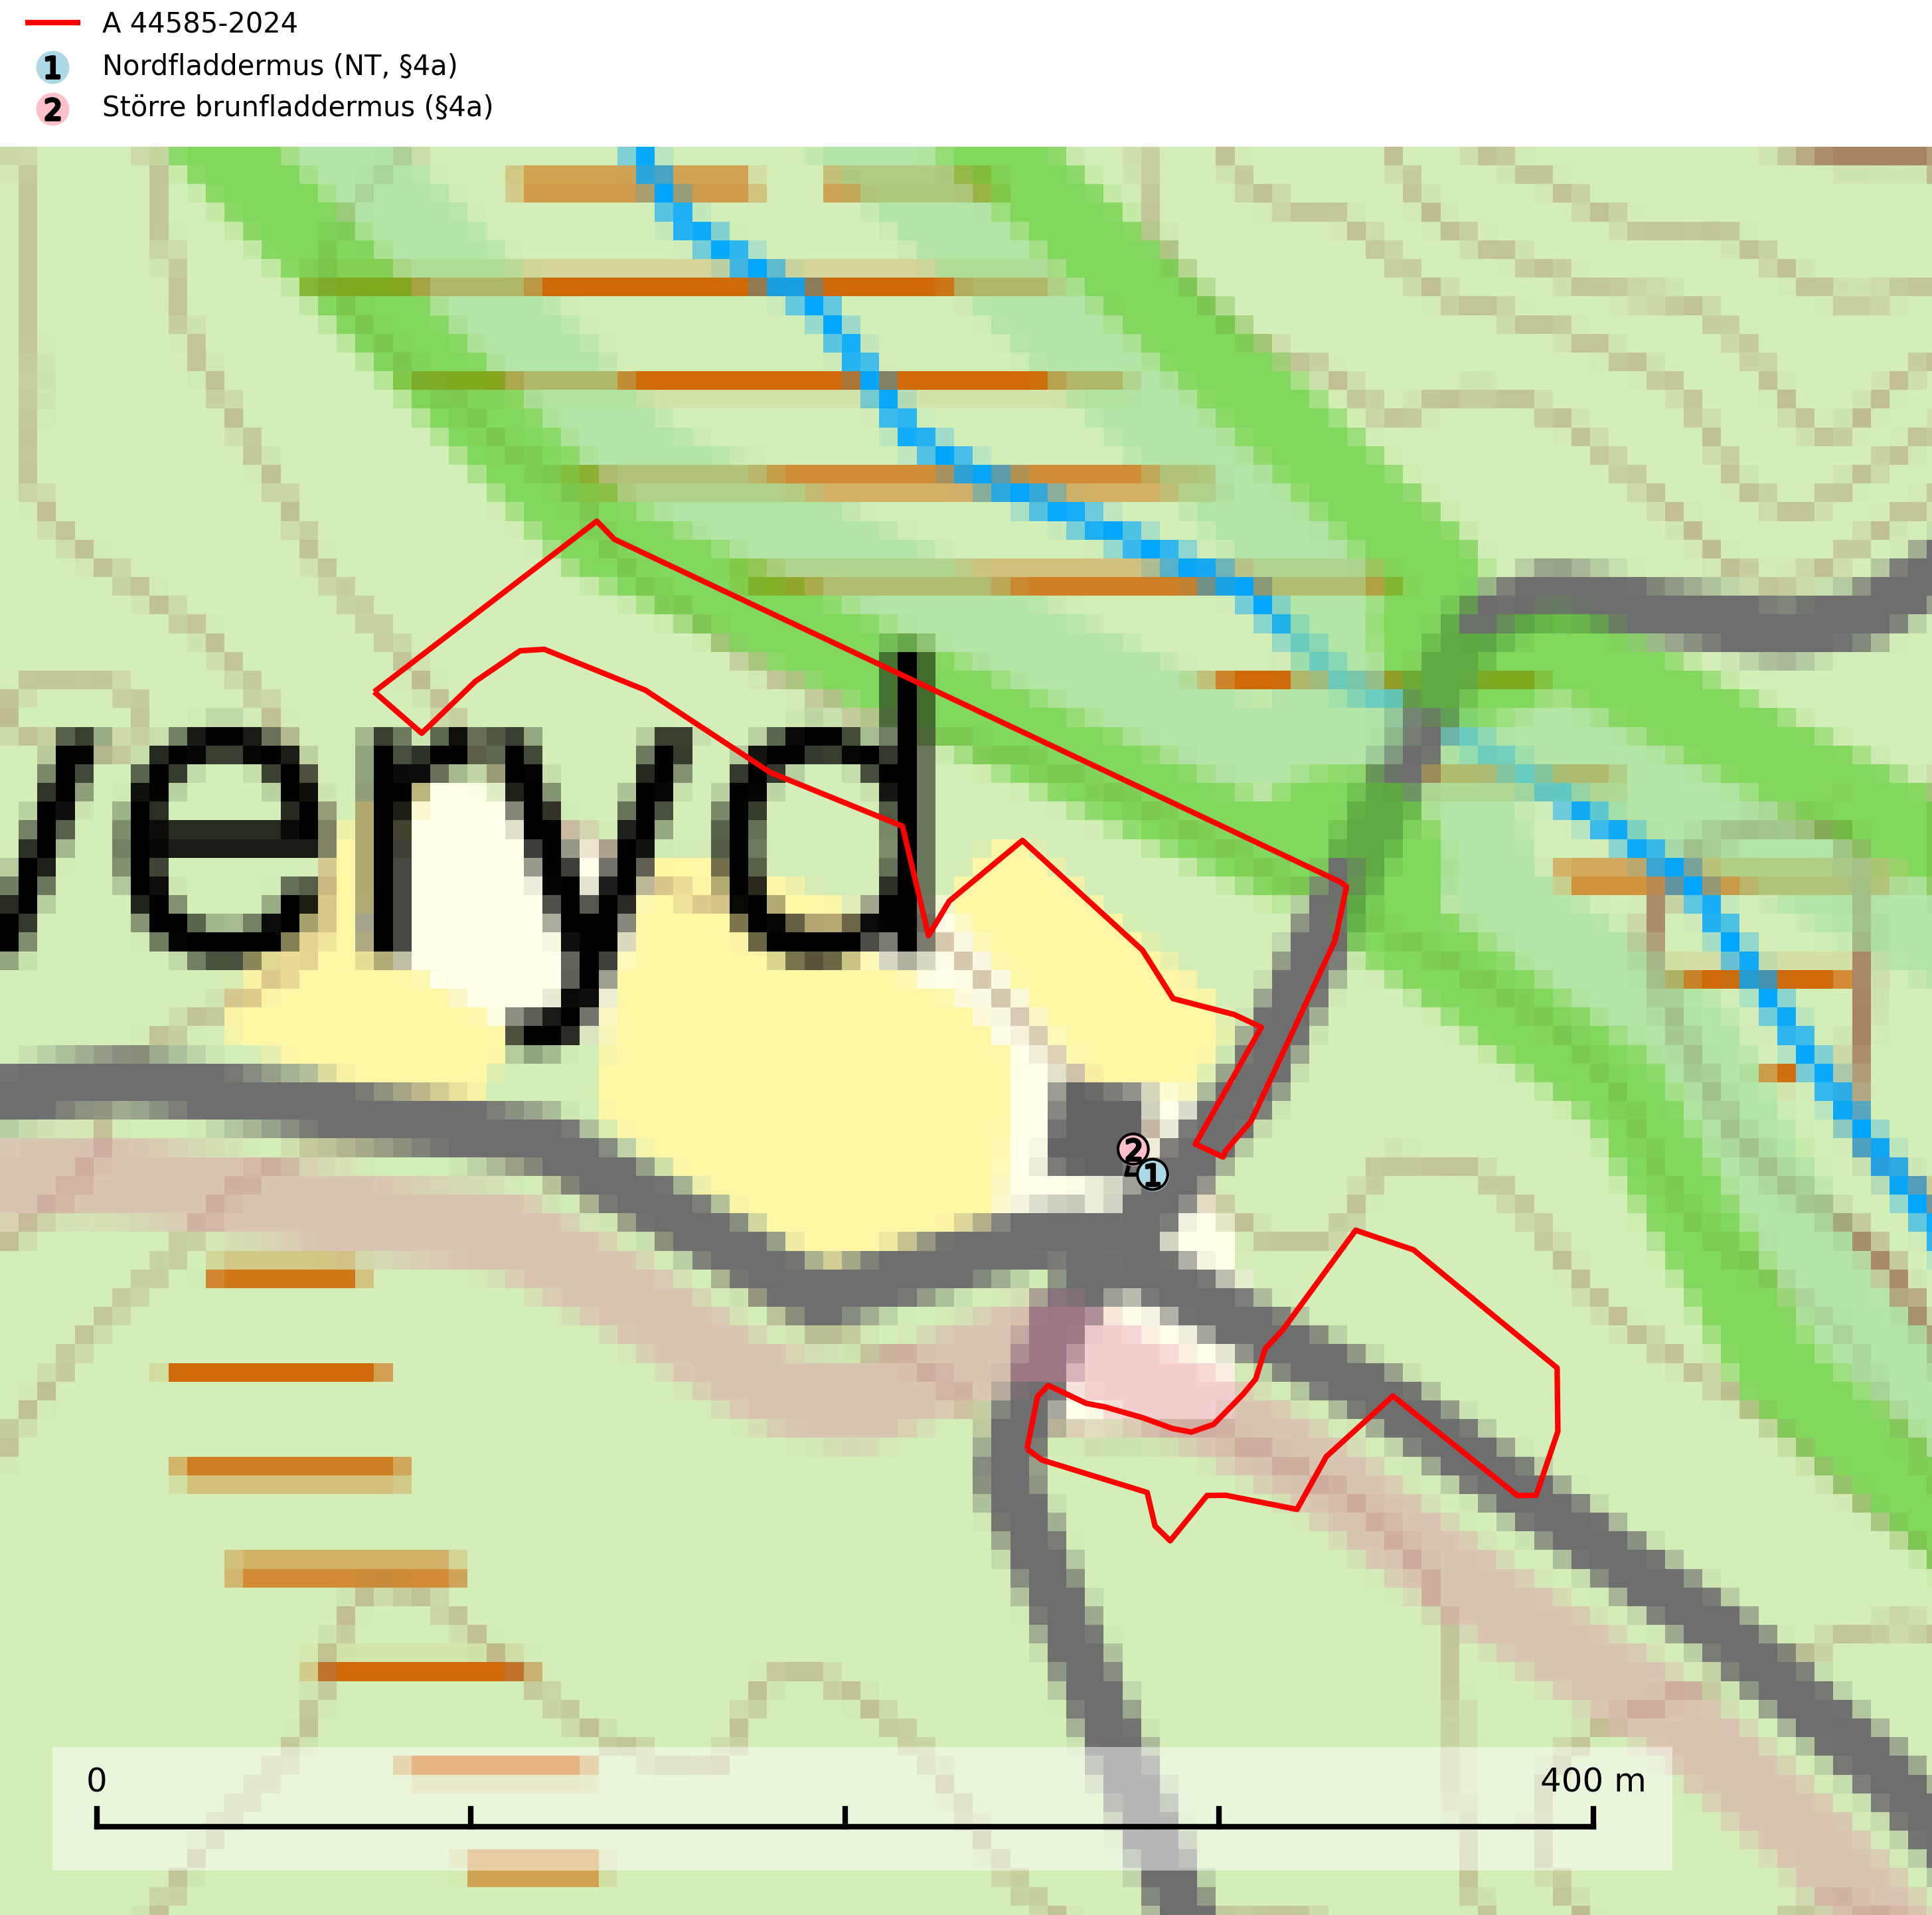 A 44585-2024
1 Nordfladdermus (NT, §4a)
2 Större brunfladdermus (§4a)
eryd
2
1
0 400 m